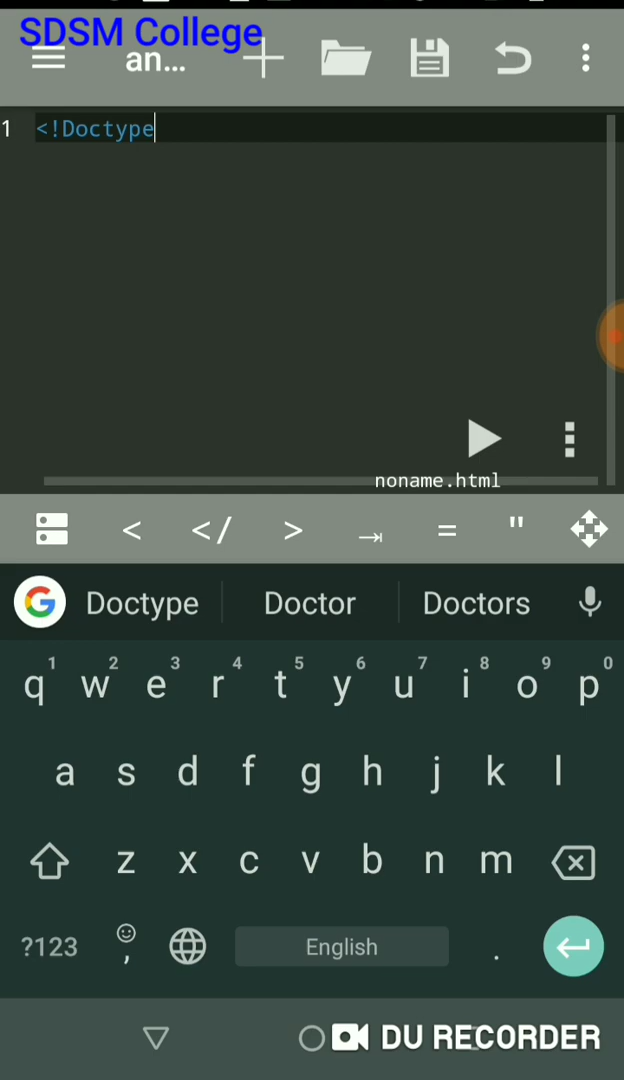 SDSM College
an...
1 <!Doctype
noname.html
< </ > = "
Doctype Doctor Doctors
1 2 3 4 5 6 7 8 9 0
q w e r t y u i o p
a s d f g h j k l
z x c v b n m
?123 , English .
DU RECORDER